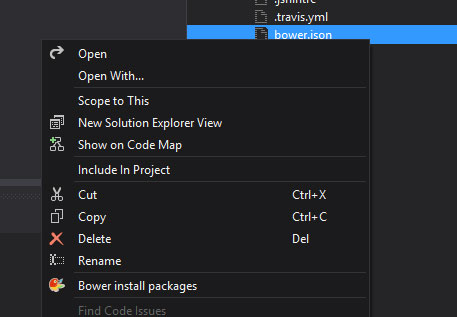 .jshintrc
.travis.yml
bower.json
Open
Open With...
Scope to This
New Solution Explorer View
Show on Code Map
Include In Project
Cut Ctrl+X
Copy Ctrl+C
Delete Del
Rename
Bower install packages
Find Code Issues